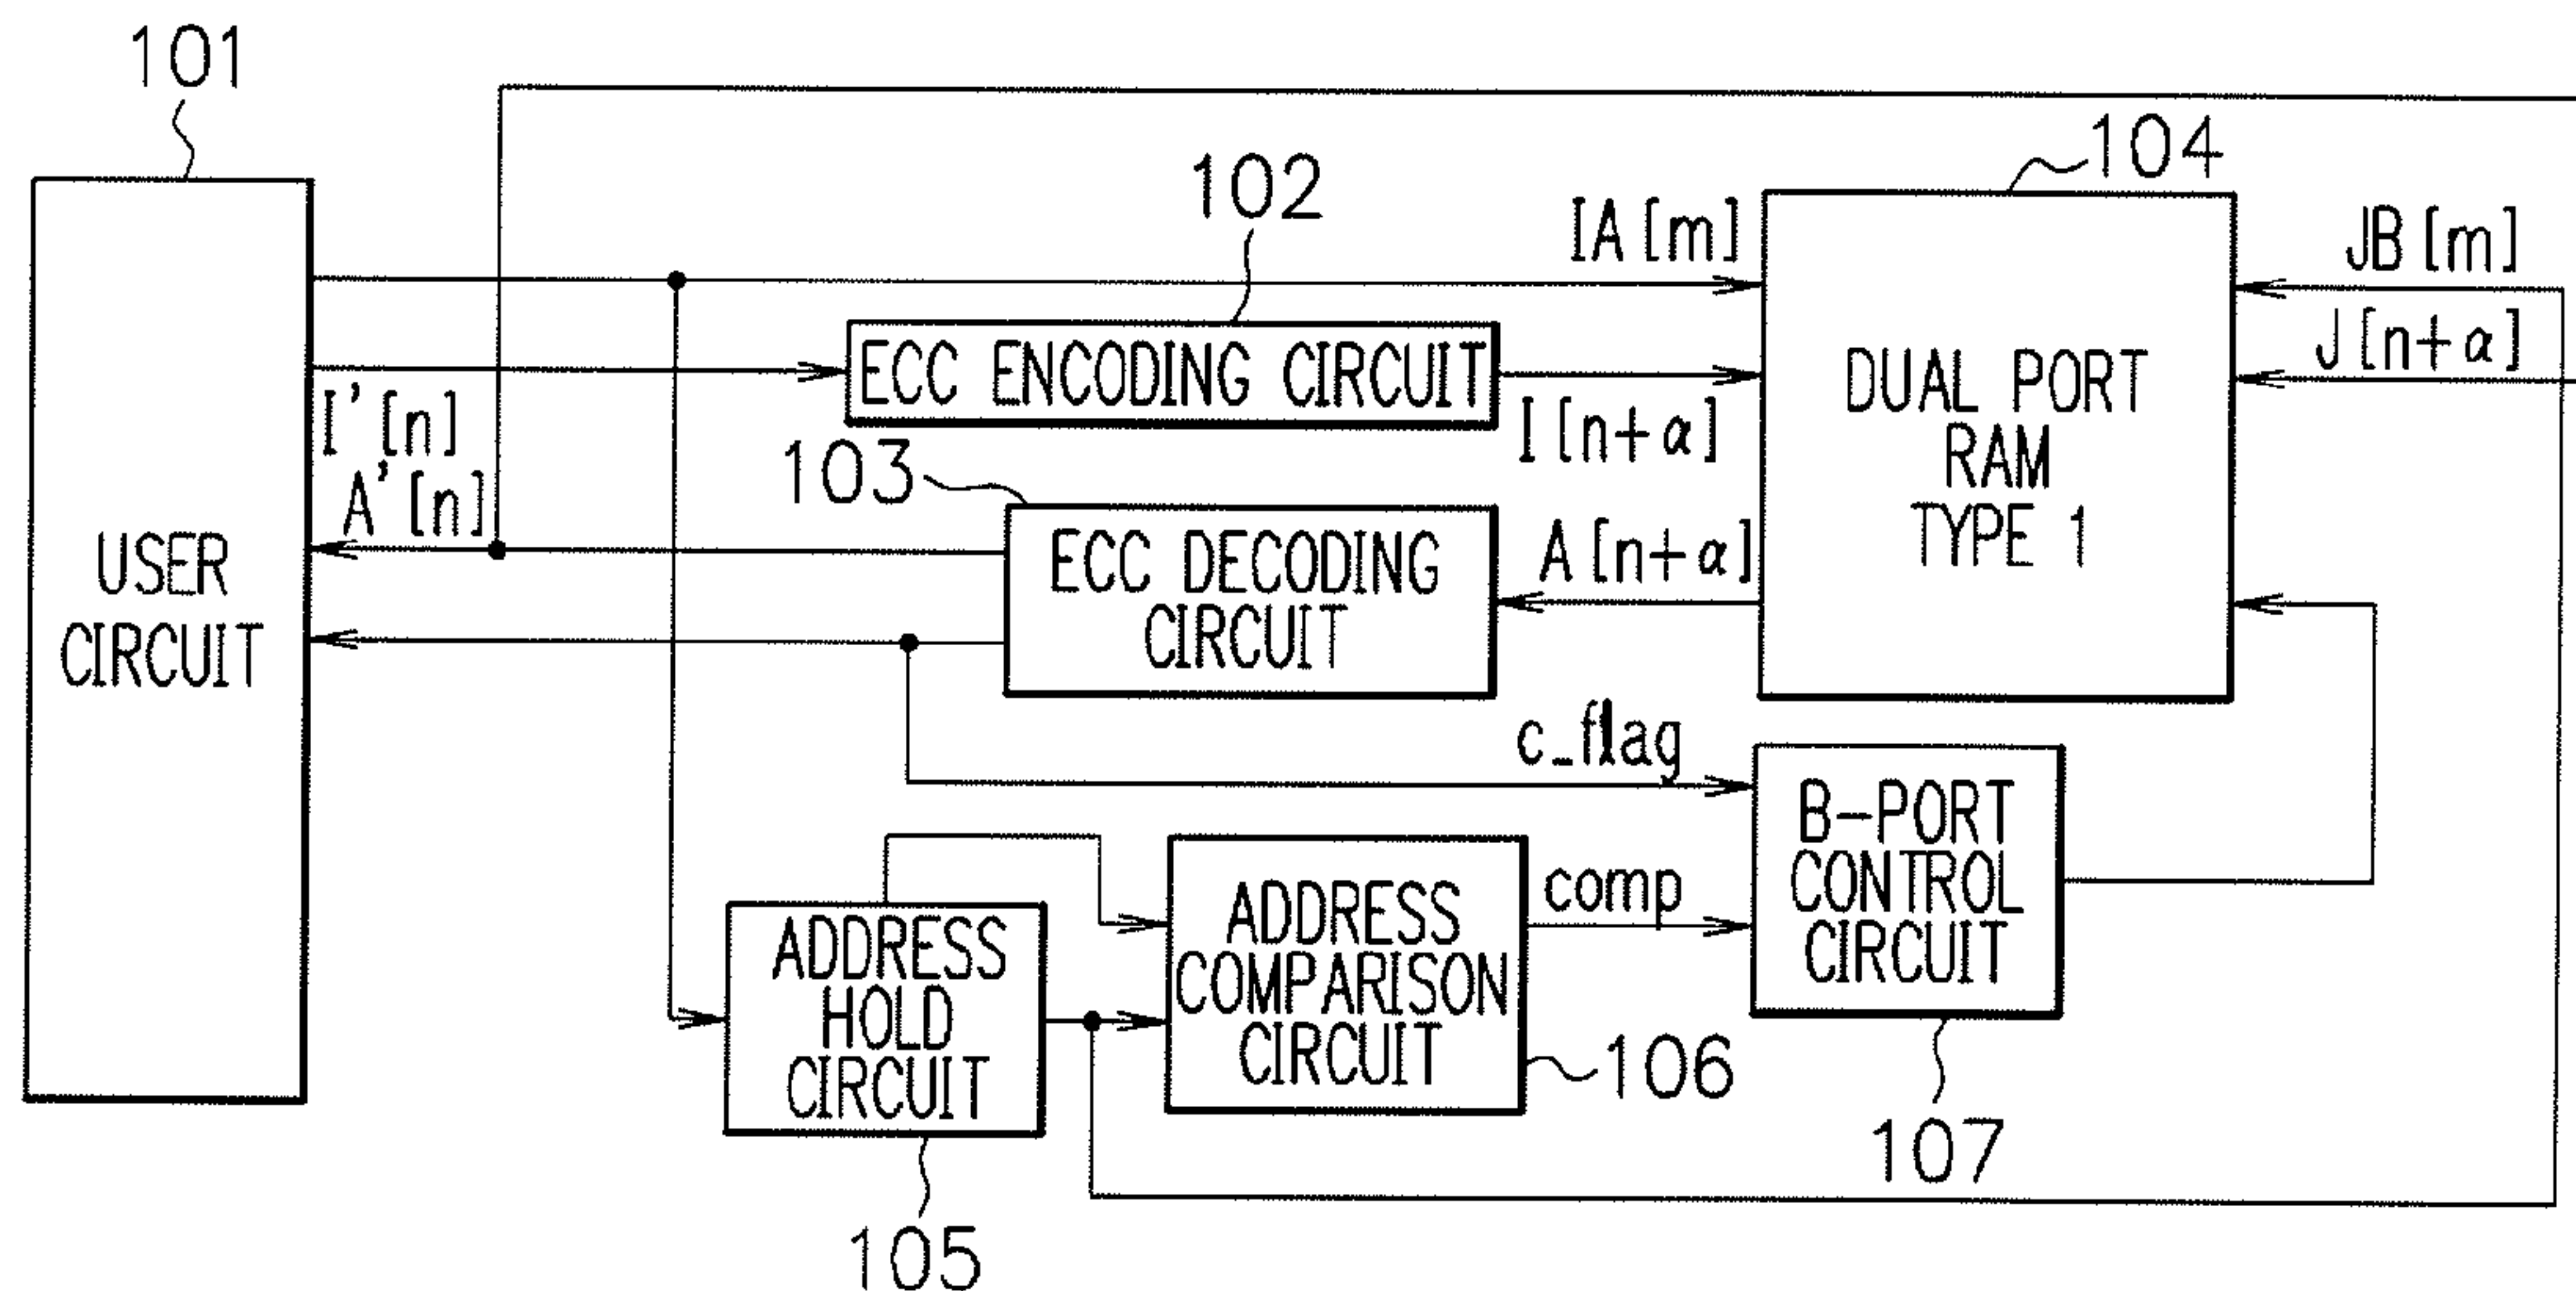 101
102
104
IA [m]
JB [m]
J [n+α]
ECC ENCODING CIRCUIT
I [n+α]
I' [n]
A' [n]
103
DUAL PORT
RAM
TYPE 1
A [n+α]
ECC DECODING
CIRCUIT
USER
CIRCUIT
c_flag
B-PORT
CONTROL
CIRCUIT
comp
ADDRESS
COMPARISON
CIRCUIT
ADDRESS
HOLD
CIRCUIT
106
107
105